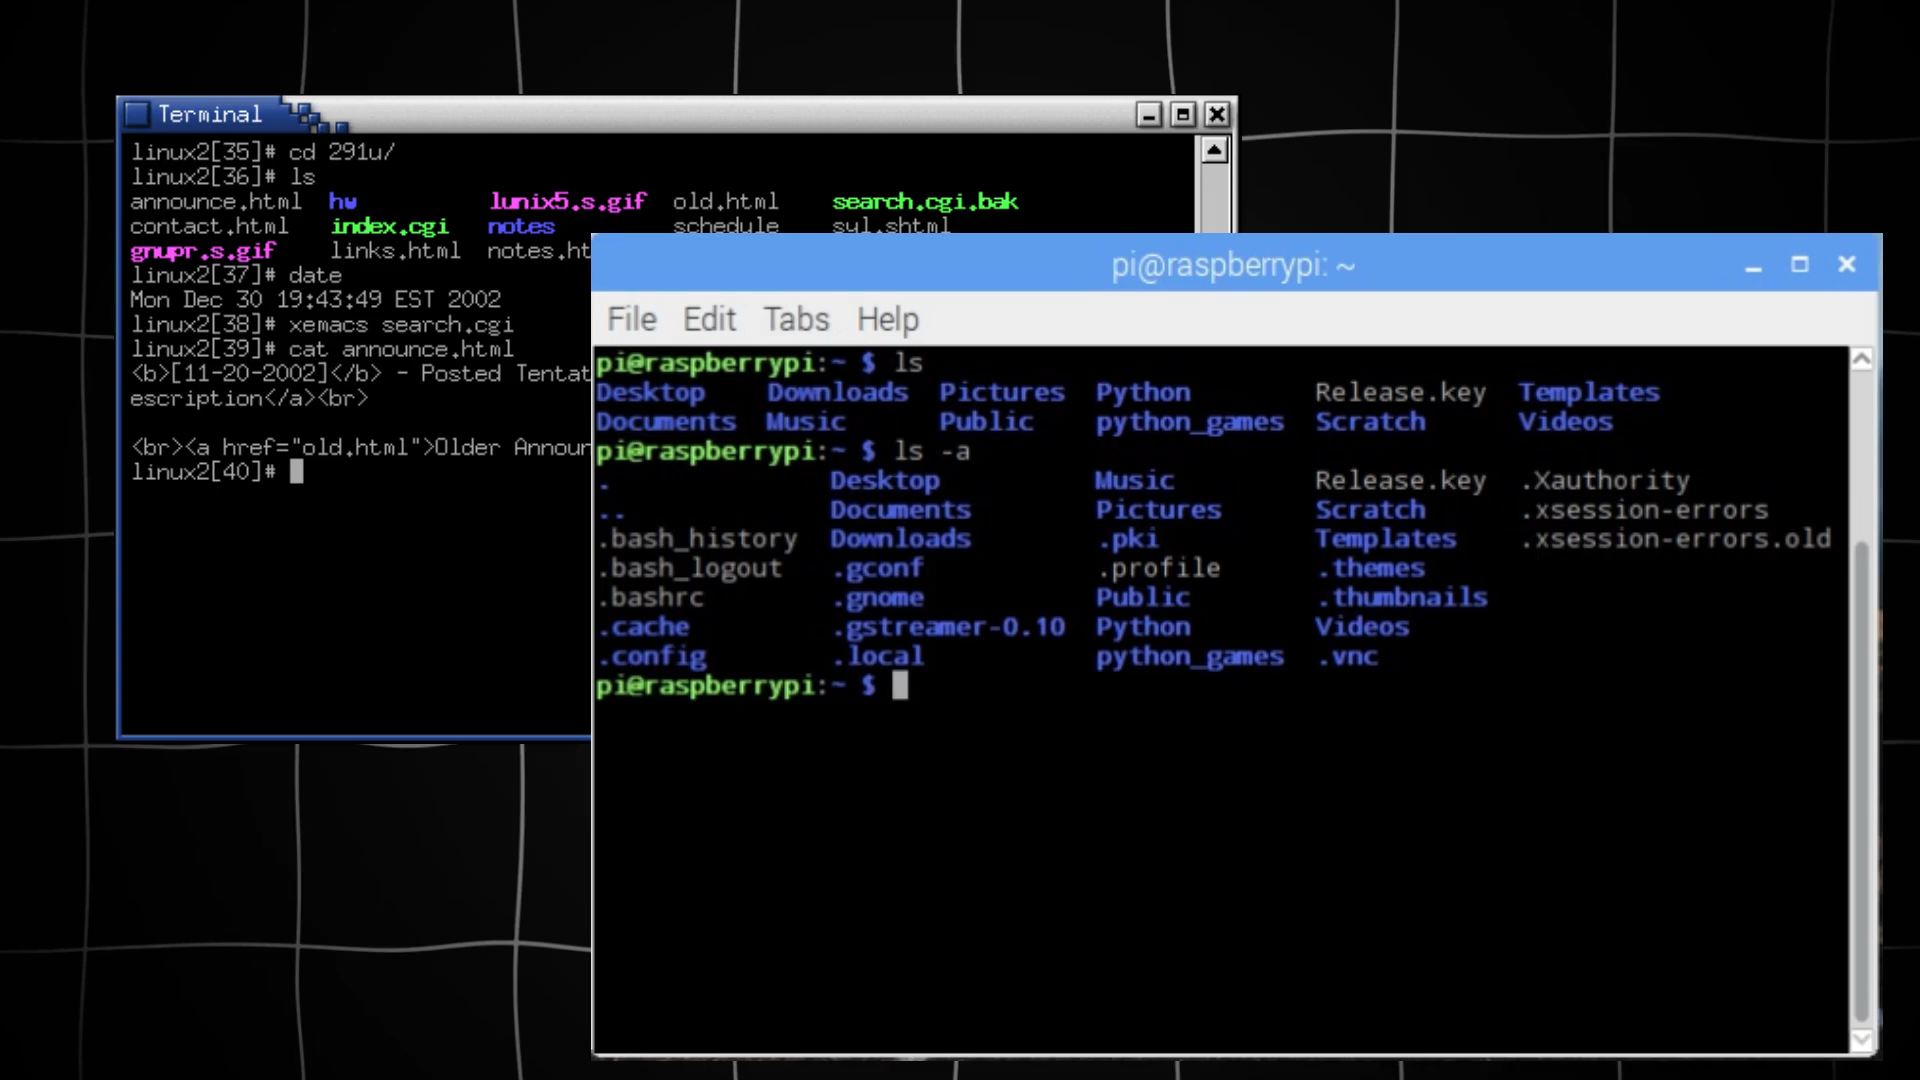 Terminal
linux2[35]# cd 291u/
linux2[36]# ls
announce.html hw lunix5.s.gif old.html search.cgi.bak
contact.html index.cgi notes schedule syl.shtml
gnupr.s.gif links.html notes.ht
linux2[37]# date
Mon Dec 30 19:43:49 EST 2002
linux2[38]# xemacs search.cgi
linux2[39]# cat announce.html
<b>[11-20-2002]</b> - Posted Tentat
escription</a><br>
<br><a href="old.html">Older Announ
linux2[40]#
pi@raspberrypi: ~
File Edit Tabs Help
pi@raspberrypi:~ $ ls
Desktop Downloads Pictures Python Release.key Templates
Documents Music Public python_games Scratch Videos
pi@raspberrypi:~ $ ls -a
. Desktop Music Release.key .Xauthority
.. Documents Pictures Scratch .xsession-errors
.bash_history Downloads .pki Templates .xsession-errors.old
.bash_logout .gconf .profile .themes
.bashrc .gnome Public .thumbnails
.cache .gstreamer-0.10 Python Videos
.config .local python_games .vnc
pi@raspberrypi:~ $